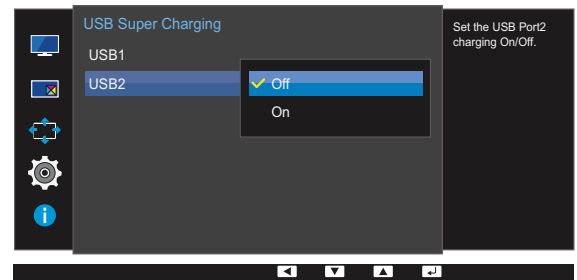 USB Super Charging
USB1
USB2
Off
On
Set the USB Port2
charging On/Off.